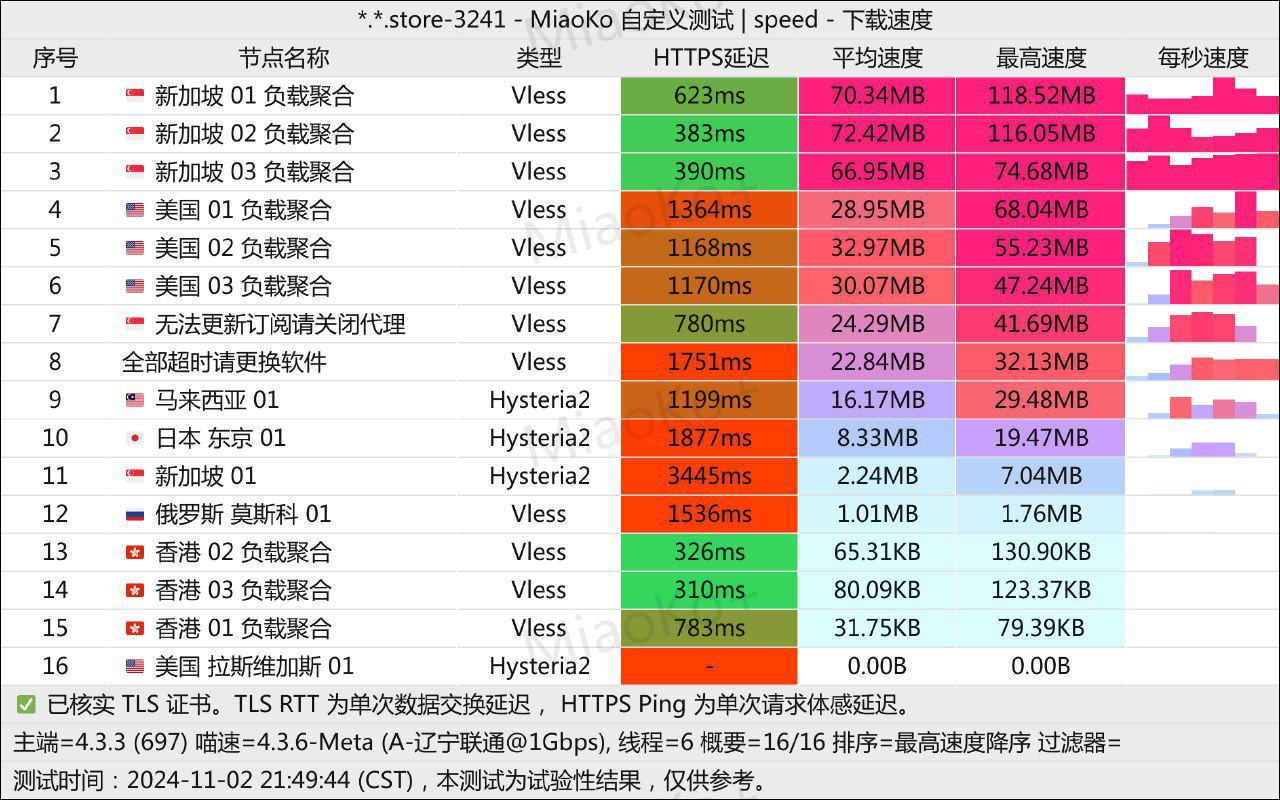 *.*.store-3241 - MiaoKo 自定义测试 | speed - 下载速度
序号 节点名称 类型 HTTPS延迟 平均速度 最高速度 每秒速度
1 新加坡 01 负载聚合 Vless 623ms 70.34MB 118.52MB
2 新加坡 02 负载聚合 Vless 383ms 72.42MB 116.05MB
3 新加坡 03 负载聚合 Vless 390ms 66.95MB 74.68MB
4 美国 01 负载聚合 Vless 1364ms 28.95MB 68.04MB
5 美国 02 负载聚合 Vless 1168ms 32.97MB 55.23MB
6 美国 03 负载聚合 Vless 1170ms 30.07MB 47.24MB
7 无法更新订阅请关闭代理 Vless 780ms 24.29MB 41.69MB
8 全部超时请更换软件 Vless 1751ms 22.84MB 32.13MB
9 马来西亚 01 Hysteria2 1199ms 16.17MB 29.48MB
10 日本 东京 01 Hysteria2 1877ms 8.33MB 19.47MB
11 新加坡 01 Hysteria2 3445ms 2.24MB 7.04MB
12 俄罗斯 莫斯科 01 Vless 1536ms 1.01MB 1.76MB
13 香港 02 负载聚合 Vless 326ms 65.31KB 130.90KB
14 香港 03 负载聚合 Vless 310ms 80.09KB 123.37KB
15 香港 01 负载聚合 Vless 783ms 31.75KB 79.39KB
16 美国 拉斯维加斯 01 Hysteria2 - 0.00B 0.00B
✅ 已核实 TLS 证书。TLS RTT 为单次数据交换延迟， HTTPS Ping 为单次请求体感延迟。
主端=4.3.3 (697) 喵速=4.3.6-Meta (A-辽宁联通@1Gbps), 线程=6 概要=16/16 排序=最高速度降序 过滤器=
测试时间：2024-11-02 21:49:44 (CST)，本测试为试验性结果，仅供参考。
MiaoKo+
MiaoKo+
MiaoKo+
MiaoKo+